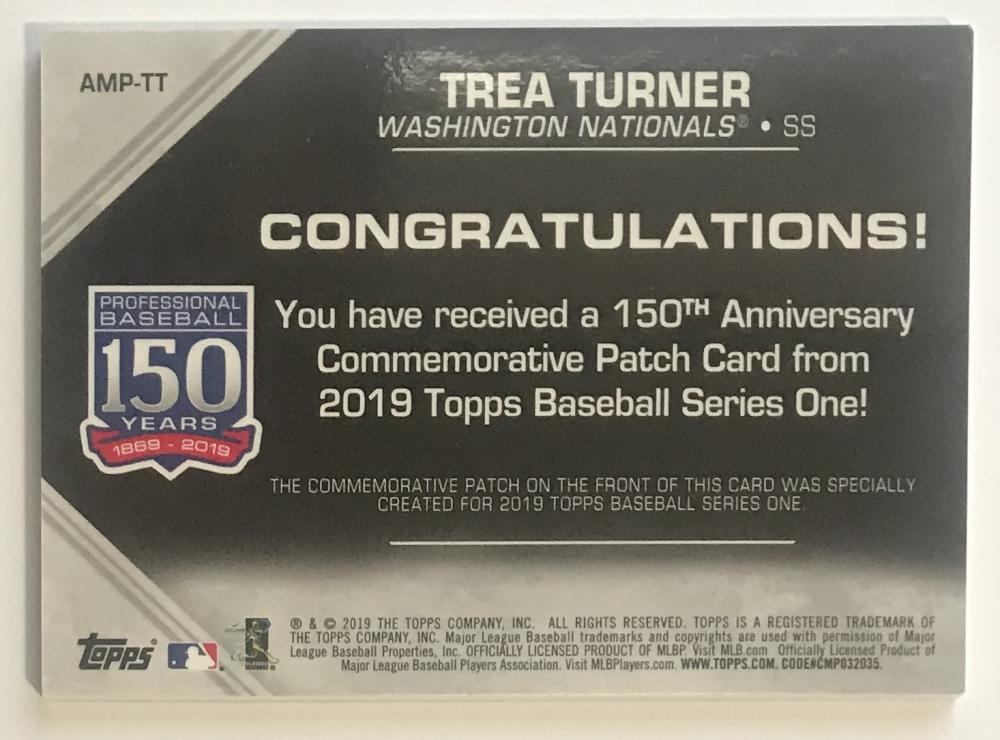 AMP-TT
TREA TURNER
WASHINGTON NATIONALS® • SS
CONGRATULATIONS!
PROFESSIONAL
BASEBALL
150
YEARS
1869 - 2019
You have received a 150TH Anniversary
Commemorative Patch Card from
2019 Topps Baseball Series One!
THE COMMEMORATIVE PATCH ON THE FRONT OF THIS CARD WAS SPECIALLY
CREATED FOR 2019 TOPPS BASEBALL SERIES ONE.
topps
® & © 2019 THE TOPPS COMPANY, INC. ALL RIGHTS RESERVED. TOPPS IS A REGISTERED TRADEMARK OF
THE TOPPS COMPANY, INC. Major League Baseball trademarks and copyrights are used with permission of Major
League Baseball Properties, Inc. OFFICIALLY LICENSED PRODUCT OF MLBP. Visit MLB.com Officially Licensed Product of
Major League Baseball Players Association. Visit MLBPlayers.com. WWW.TOPPS.COM. CODE#CMP032035.